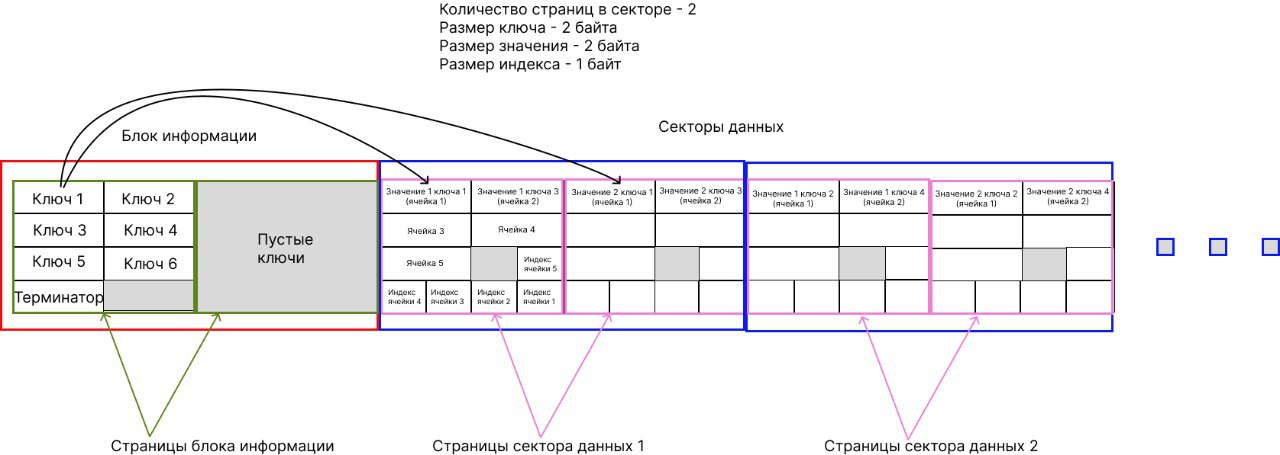 Количество страниц в секторе - 2
Размер ключа - 2 байта
Размер значения - 2 байта
Размер индекса - 1 байт
Блок информации
Секторы данных
Ключ 1
Ключ 2
Ключ 3
Ключ 4
Ключ 5
Ключ 6
Терминатор
Пустые
ключи
Значение 1 ключа 1
(ячейка 1)
Значение 1 ключа 3
(ячейка 2)
Ячейка 3
Ячейка 4
Ячейка 5
Индекс
ячейки 5
Индекс
ячейки 4
Индекс
ячейки 3
Индекс
ячейки 2
Индекс
ячейки 1
Значение 2 ключа 1
(ячейка 1)
Значение 2 ключа 3
(ячейка 2)
Значение 1 ключа 2
(ячейка 1)
Значение 1 ключа 4
(ячейка 2)
Значение 2 ключа 2
(ячейка 1)
Значение 2 ключа 4
(ячейка 2)
Страницы блока информации
Страницы сектора данных 1
Страницы сектора данных 2